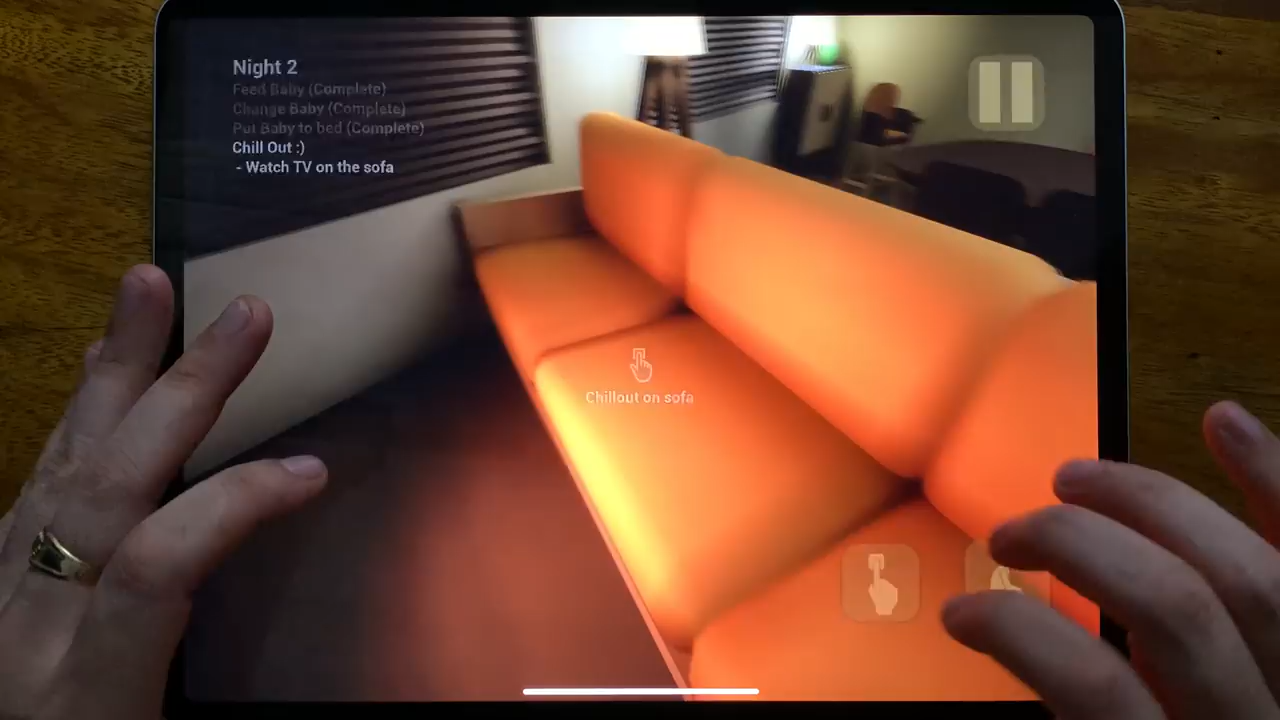 Night 2
Feed Baby (Complete)
Change Baby (Complete)
Put Baby to bed (Complete)
Chill Out :)
- Watch TV on the sofa
Chillout on sofa